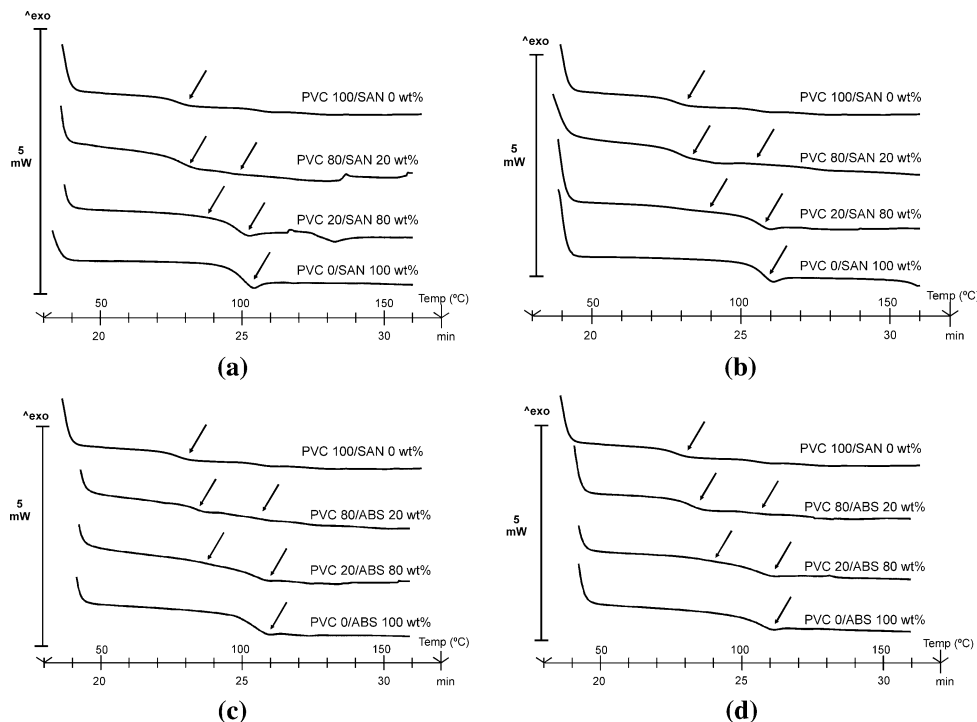 ^exo
5
mW
PVC 100/SAN 0 wt%
PVC 80/SAN 20 wt%
PVC 20/SAN 80 wt%
PVC 0/SAN 100 wt%
50 100 150 Temp (ºC)
20 25 30 min
(a)
^exo
5
mW
PVC 100/SAN 0 wt%
PVC 80/SAN 20 wt%
PVC 20/SAN 80 wt%
PVC 0/SAN 100 wt%
50 100 150 Temp (ºC)
20 25 30 min
(b)
^exo
5
mW
PVC 100/SAN 0 wt%
PVC 80/ABS 20 wt%
PVC 20/ABS 80 wt%
PVC 0/ABS 100 wt%
50 100 150 Temp (ºC)
20 25 30 min
(c)
^exo
5
mW
PVC 100/SAN 0 wt%
PVC 80/ABS 20 wt%
PVC 20/ABS 80 wt%
PVC 0/ABS 100 wt%
50 100 150 Temp (ºC)
20 25 30 min
(d)